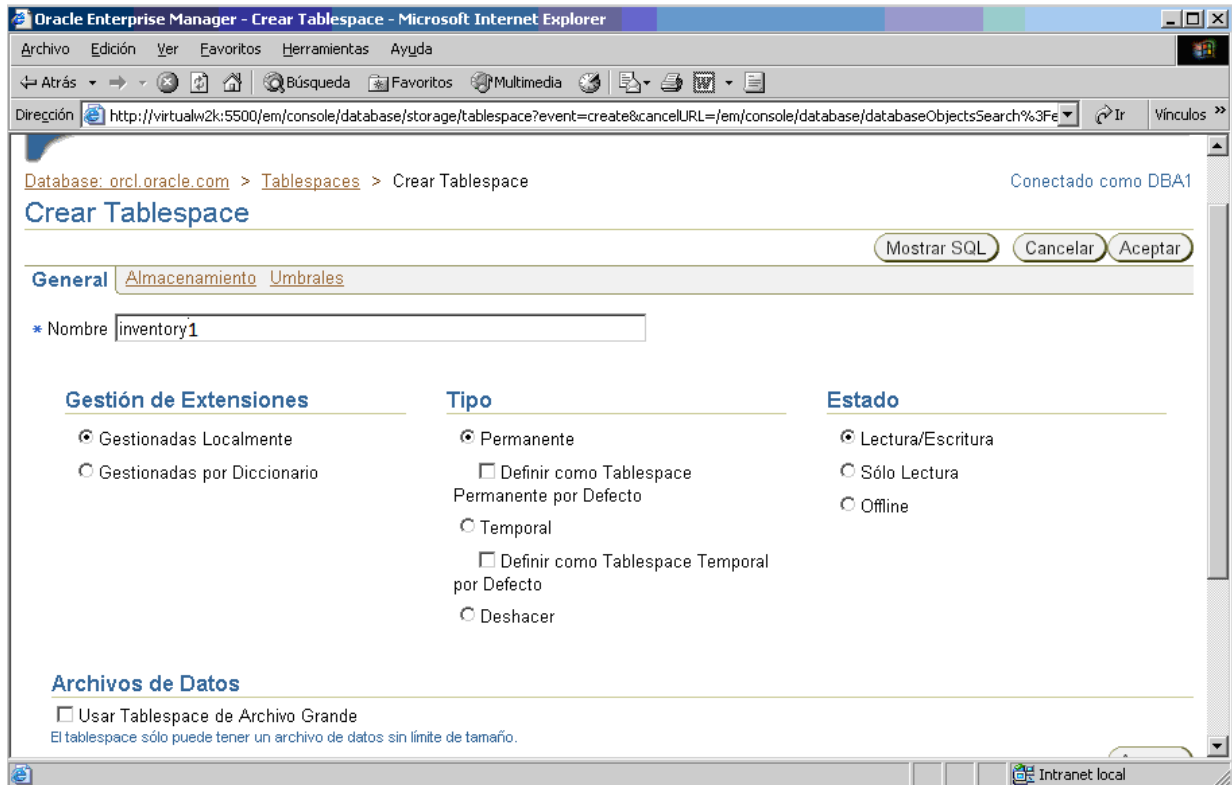 Oracle Enterprise Manager - Crear Tablespace - Microsoft Internet Explorer
Archivo Edición Ver Favoritos Herramientas Ayuda
Atrás Búsqueda Favoritos Multimedia
Dirección http://virtualw2k:5500/em/console/database/storage/tablespace?event=create&cancelURL=/em/console/database/databaseObjectsSearch%3Fe Ir Vínculos »
Database: orcl.oracle.com > Tablespaces > Crear Tablespace Conectado como DBA1
Crear Tablespace
Mostrar SQL Cancelar Aceptar
General Almacenamiento Umbrales
* Nombre inventory1
Gestión de Extensiones Tipo Estado
Gestionadas Localmente Permanente Lectura/Escritura
Gestionadas por Diccionario Definir como Tablespace Sólo Lectura
Permanente por Defecto
Offline
Temporal
Definir como Tablespace Temporal
por Defecto
Deshacer
Archivos de Datos
Usar Tablespace de Archivo Grande
El tablespace sólo puede tener un archivo de datos sin límite de tamaño.
Intranet local